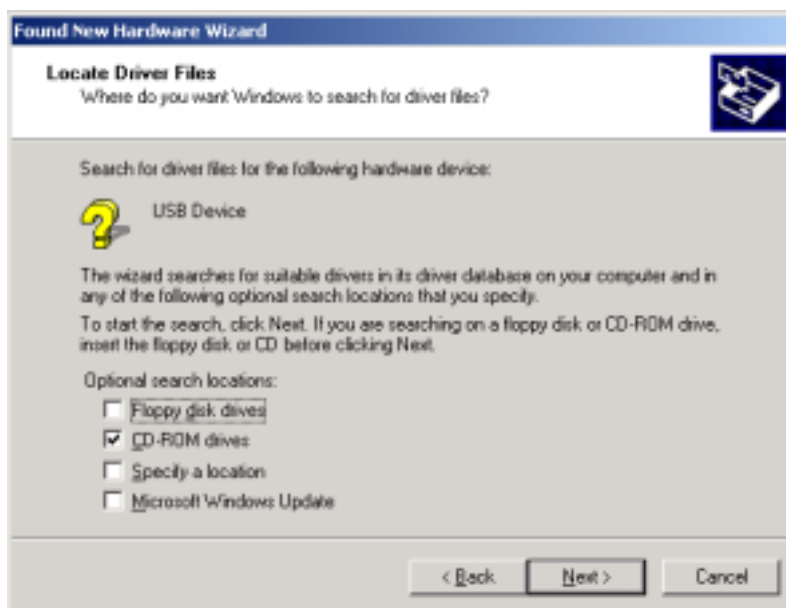 Found New Hardware Wizard
Locate Driver Files
Where do you want Windows to search for driver files?
Search for driver files for the following hardware device:
USB Device
The wizard searches for suitable drivers in its driver database on your computer and in
any of the following optional search locations that you specify.
To start the search, click Next. If you are searching on a floppy disk or CD-ROM drive,
insert the floppy disk or CD before clicking Next.
Optional search locations:
Floppy disk drives
CD-ROM drives
Specify a location
Microsoft Windows Update
< Back Next > Cancel